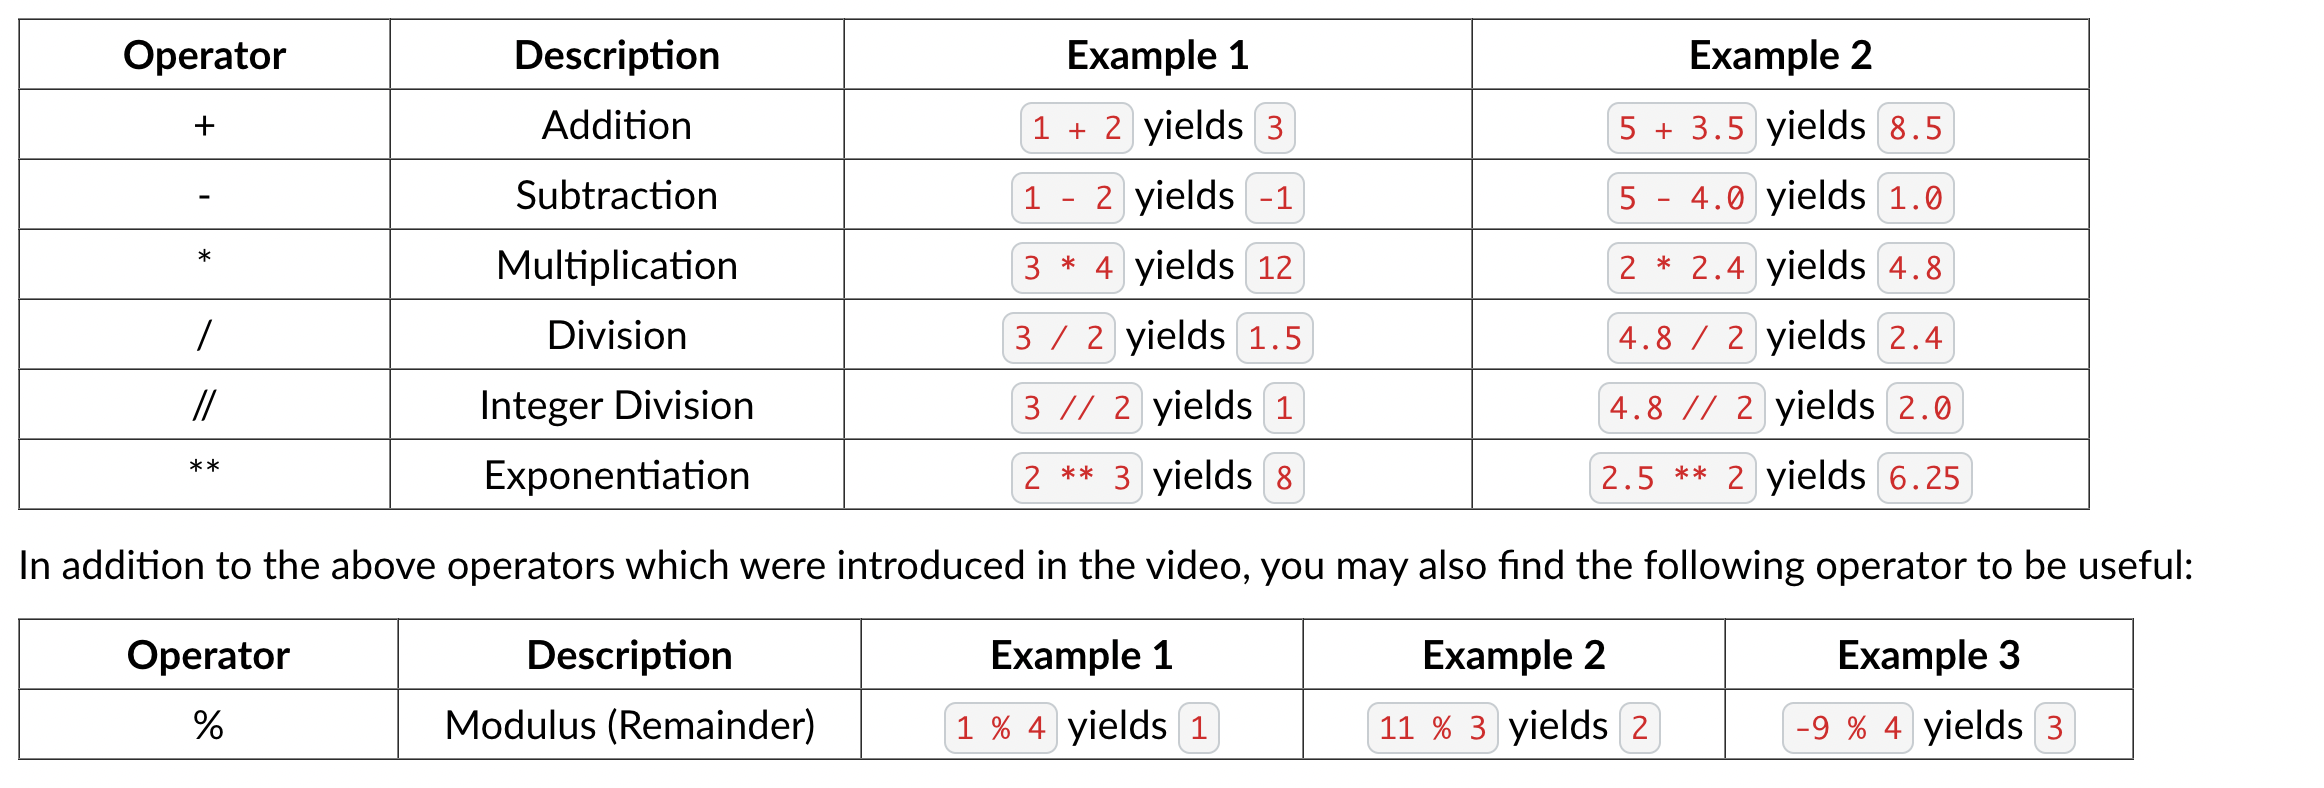 Operator Description Example 1 Example 2
+ Addition 1 + 2 yields 3 5 + 3.5 yields 8.5
- Subtraction 1 - 2 yields -1 5 - 4.0 yields 1.0
* Multiplication 3 * 4 yields 12 2 * 2.4 yields 4.8
/ Division 3 / 2 yields 1.5 4.8 / 2 yields 2.4
// Integer Division 3 // 2 yields 1 4.8 // 2 yields 2.0
** Exponentiation 2 ** 3 yields 8 2.5 ** 2 yields 6.25
In addition to the above operators which were introduced in the video, you may also find the following operator to be useful:
Operator Description Example 1 Example 2 Example 3
% Modulus (Remainder) 1 % 4 yields 1 11 % 3 yields 2 -9 % 4 yields 3